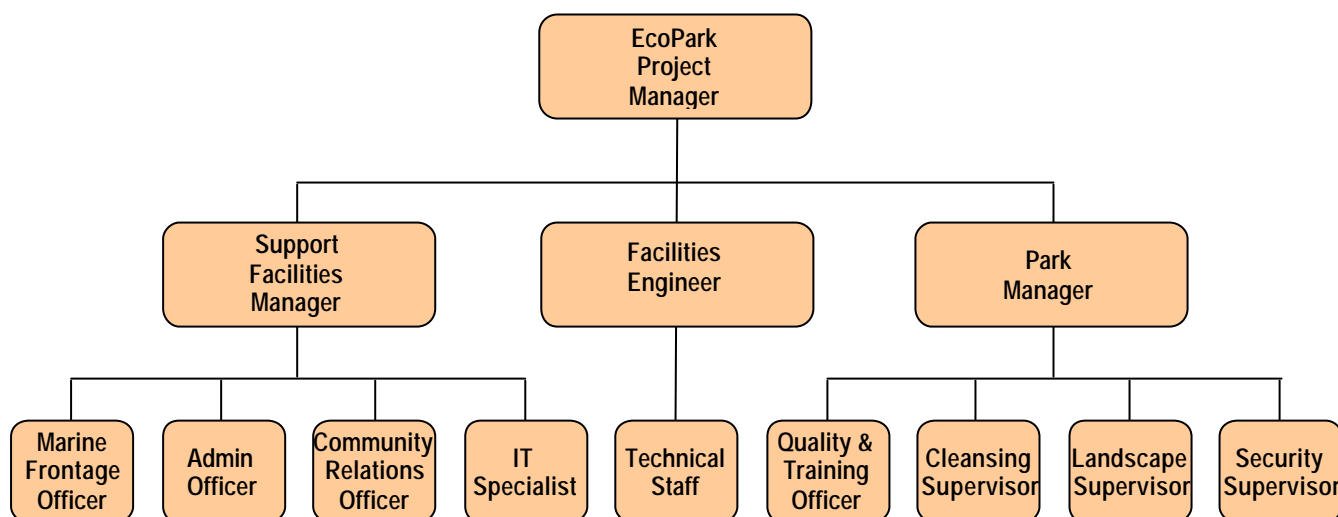 EcoPark
Project
Manager
Support
Facilities
Manager
Facilities
Engineer
Park
Manager
Marine
Frontage
Officer
Admin
Officer
Community
Relations
Officer
IT
Specialist
Technical
Staff
Quality &
Training
Officer
Cleansing
Supervisor
Landscape
Supervisor
Security
Supervisor